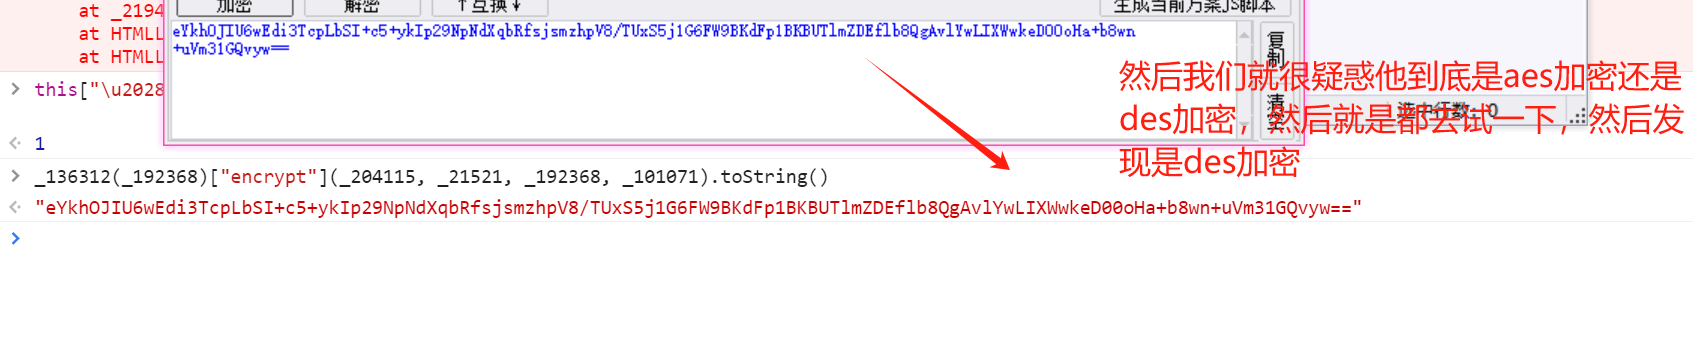 加密 解密 ↑互换↓ 生成当前方案JS脚本
at _2194
at HTMLL
at HTMLL
eYkhOJIU6wEdi3TcpLbSI+c5+ykIp29NpNdXqbRfsjsmzhpV8/TUxS5j1G6FW9BKdFp1BKBUTlmZDEflb8QgAvlYwLIXWwkeD00oHa+b8wn
+uVm31GQvyw==
复制
清空
然后我们就很疑惑他到底是aes加密还是
des加密，然后就是都去试一下，然后发
现是des加密
选中行数: 0
this["\u2028
1
_136312(_192368)["encrypt"](_204115, _21521, _192368, _101071).toString()
"eYkhOJIU6wEdi3TcpLbSI+c5+ykIp29NpNdXqbRfsjsmzhpV8/TUxS5j1G6FW9BKdFp1BKBUTlmZDEflb8QgAvlYwLIXWwkeD00oHa+b8wn+uVm31GQvyw=="